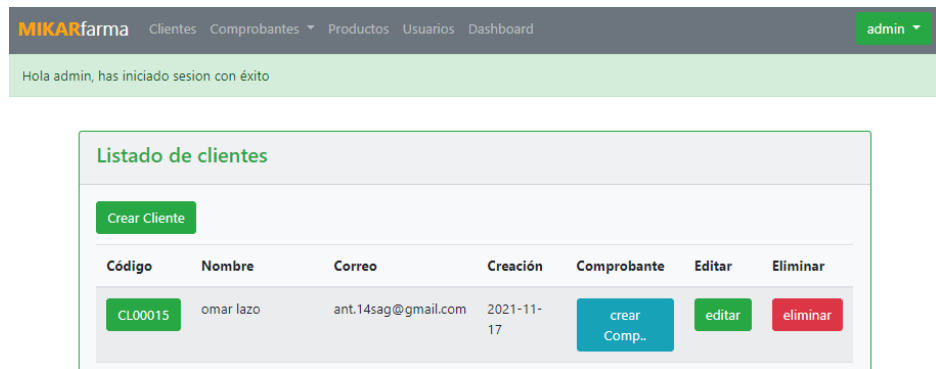 MIKARfarma Clientes Comprobantes Productos Usuarios Dashboard admin
Hola admin, has iniciado sesion con éxito
Listado de clientes
Crear Cliente
Código Nombre Correo Creación Comprobante Editar Eliminar
CL00015 omar lazo ant.14sag@gmail.com 2021-11-17 crear Comp.. editar eliminar